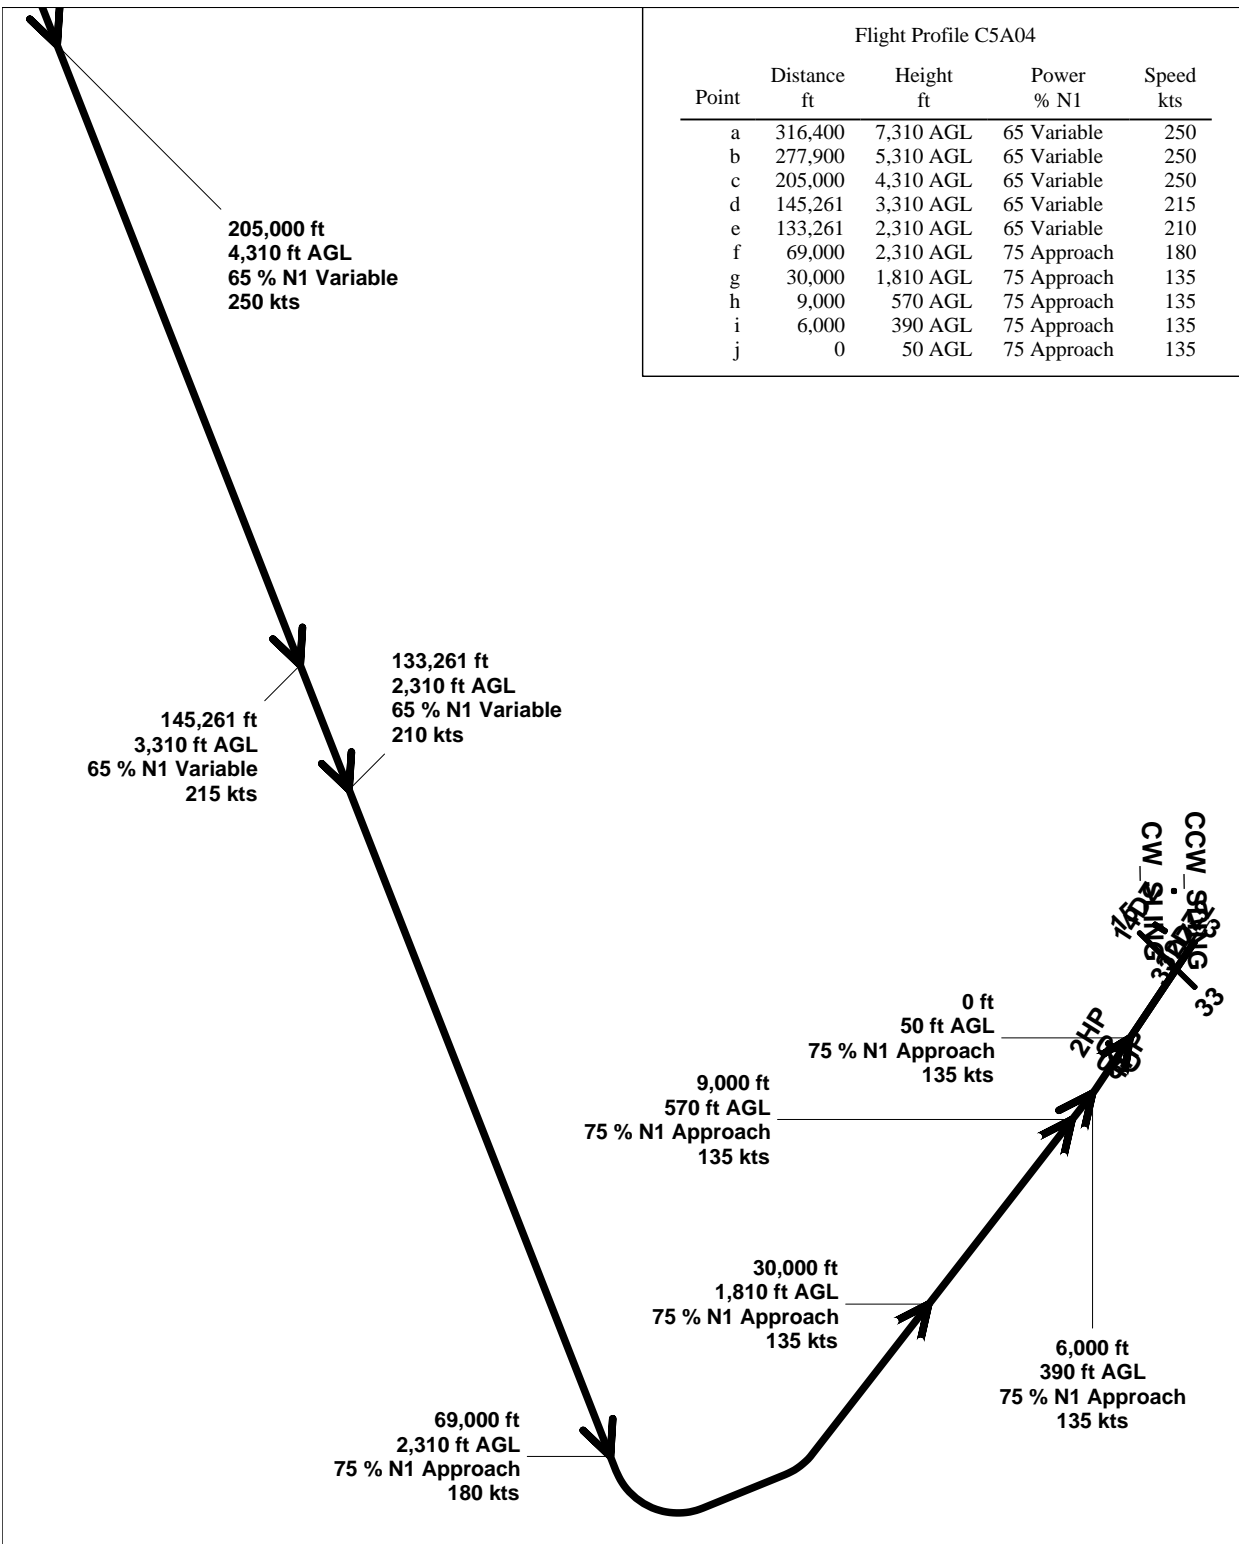 Flight Profile C5A04
Point Distance ft Height ft Power % N1 Speed kts
a 316,400 7,310 AGL 65 Variable 250
b 277,900 5,310 AGL 65 Variable 250
c 205,000 4,310 AGL 65 Variable 250
d 145,261 3,310 AGL 65 Variable 215
e 133,261 2,310 AGL 65 Variable 210
f 69,000 2,310 AGL 75 Approach 180
g 30,000 1,810 AGL 75 Approach 135
h 9,000 570 AGL 75 Approach 135
i 6,000 390 AGL 75 Approach 135
j 0 50 AGL 75 Approach 135
205,000 ft
4,310 ft AGL
65 % N1 Variable
250 kts
133,261 ft
2,310 ft AGL
65 % N1 Variable
210 kts
145,261 ft
3,310 ft AGL
65 % N1 Variable
215 kts
CW_SLING
CCW_SLING
15
33
2HP
0 ft
50 ft AGL
75 % N1 Approach
135 kts
9,000 ft
570 ft AGL
75 % N1 Approach
135 kts
30,000 ft
1,810 ft AGL
75 % N1 Approach
135 kts
6,000 ft
390 ft AGL
75 % N1 Approach
135 kts
69,000 ft
2,310 ft AGL
75 % N1 Approach
180 kts